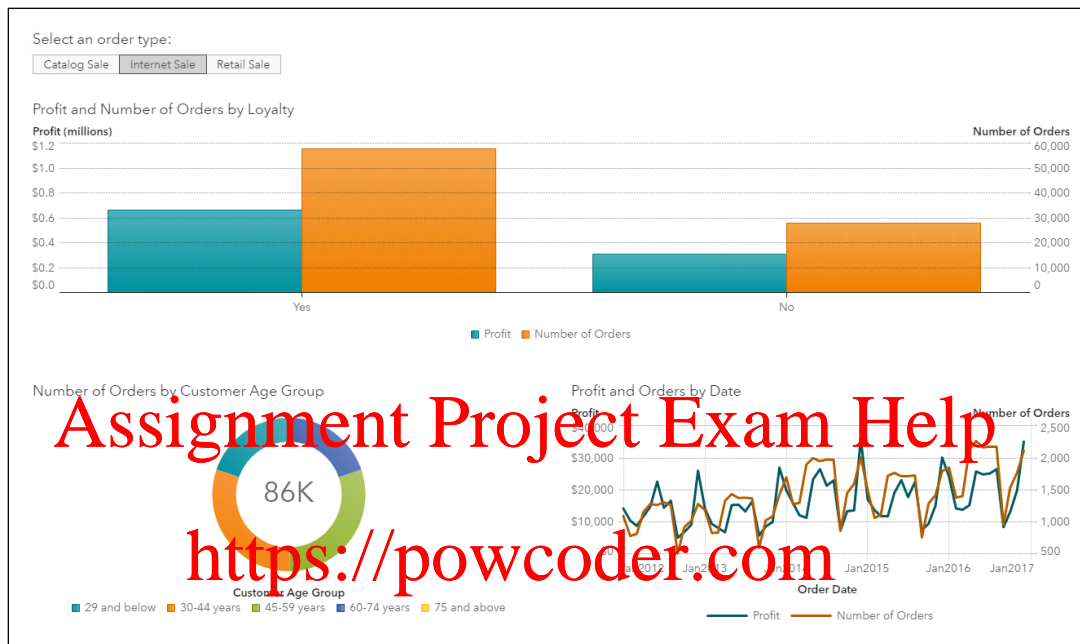 Select an order type:
Catalog Sale Internet Sale Retail Sale
Profit and Number of Orders by Loyalty
Profit (millions) Number of Orders
$1.2 60,000
$1.0 50,000
$0.8 40,000
$0.6 30,000
$0.4 20,000
$0.2 10,000
$0.0 0
Yes No
Profit Number of Orders
Number of Orders by Customer Age Group
86K
Customer Age Group
29 and below 30-44 years 45-59 years 60-74 years 75 and above
Profit and Orders by Date
Profit Number of Orders
$40,000 2,500
$30,000 2,000
$20,000 1,500
$10,000 1,000
$0 500
Jan2012 Jan2013 Jan2014 Jan2015 Jan2016 Jan2017
Order Date
Profit Number of Orders
Assignment Project Exam Help
https://powcoder.com